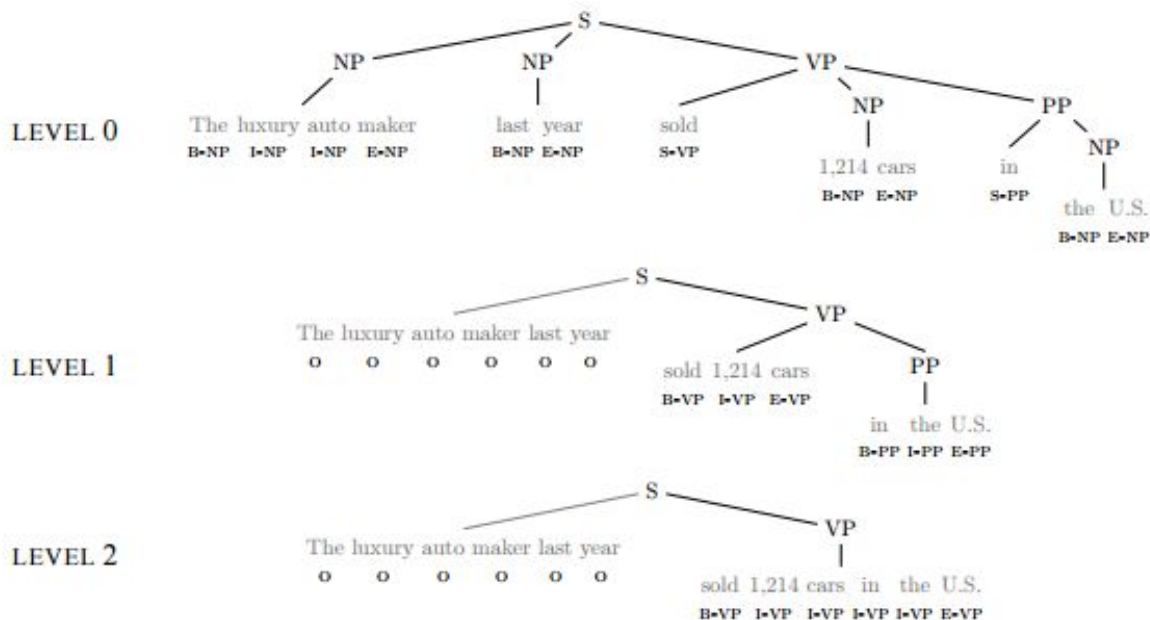 S
NP NP VP
NP PP
LEVEL 0 The luxury auto maker last year sold
B-NP I-NP I-NP E-NP B-NP E-NP S-VP
NP
1,214 cars in
B-NP E-NP S-PP
the U.S.
B-NP E-NP
S
VP
The luxury auto maker last year
LEVEL 1 O O O O O O
sold 1,214 cars PP
B-VP I-VP E-VP
in the U.S.
B-PP I-PP E-PP
S
VP
The luxury auto maker last year
LEVEL 2
O O O O O O
sold 1,214 cars in the U.S.
B-VP I-VP I-VP I-VP I-VP E-VP